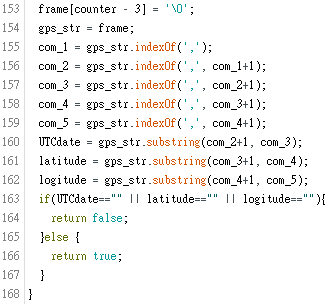 153 frame[counter - 3] = '\0';
154 gps_str = frame;
155 com_1 = gps_str.indexOf(',');
156 com_2 = gps_str.indexOf(',', com_1+1);
157 com_3 = gps_str.indexOf(',', com_2+1);
158 com_4 = gps_str.indexOf(',', com_3+1);
159 com_5 = gps_str.indexOf(',', com_4+1);
160 UTCdate = gps_str.substring(com_2+1, com_3);
161 latitude = gps_str.substring(com_3+1, com_4);
162 logitude = gps_str.substring(com_4+1, com_5);
163 if(UTCdate=="" || latitude=="" || logitude==""){
164 return false;
165 }else {
166 return true;
167 }
168 }